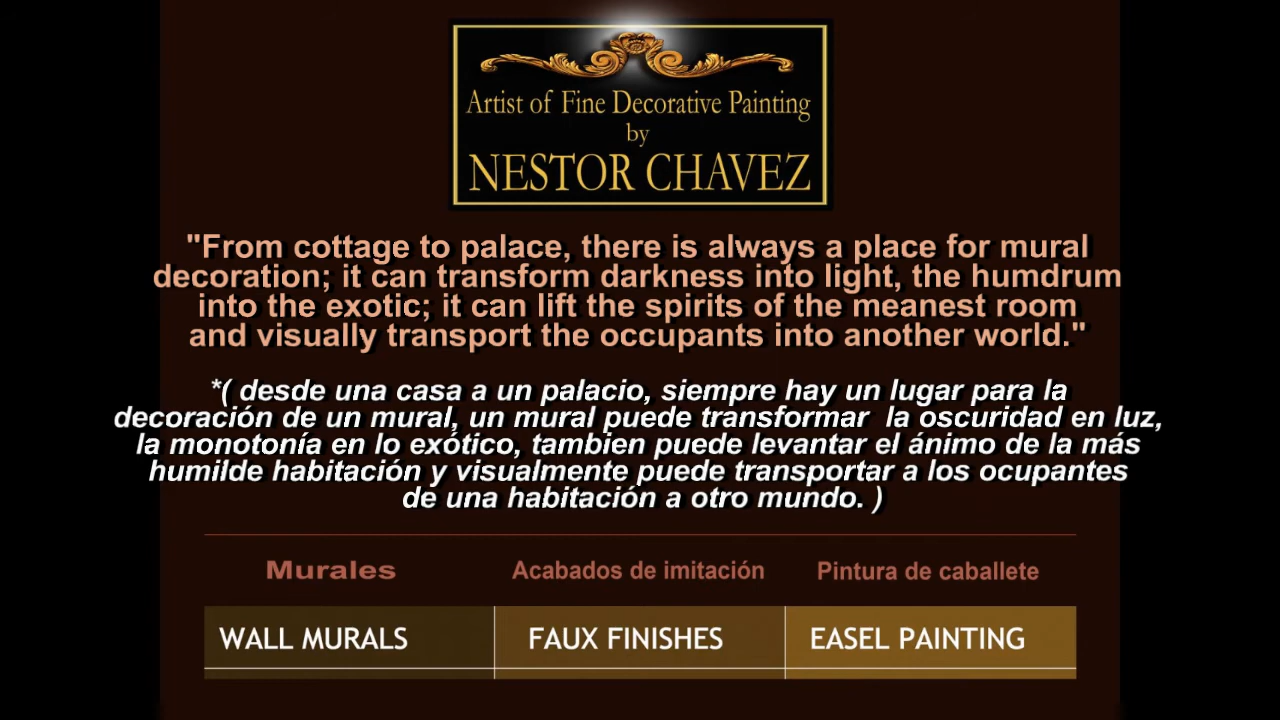 Artist of Fine Decorative Painting
by
NESTOR CHAVEZ
"From cottage to palace, there is always a place for mural
decoration; it can transform darkness into light, the humdrum
into the exotic; it can lift the spirits of the meanest room
and visually transport the occupants into another world."
*( desde una casa a un palacio, siempre hay un lugar para la
decoración de un mural, un mural puede transformar la oscuridad en luz,
la monotonía en lo exótico, tambien puede levantar el ánimo de la más
humilde habitación y visualmente puede transportar a los ocupantes
de una habitación a otro mundo. )
Murales Acabados de imitación Pintura de caballete
WALL MURALS FAUX FINISHES EASEL PAINTING